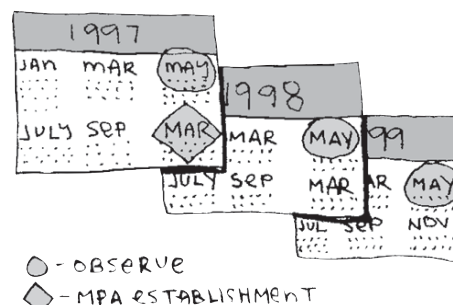 1997
JAN MAR MAY
JULY SEP MAR
1998
MAR MAY
JULY SEP MAR
99
AR MAY
JUL SEP NOV
○ - OBSERVE
◇ - MPA ESTABLISHMENT